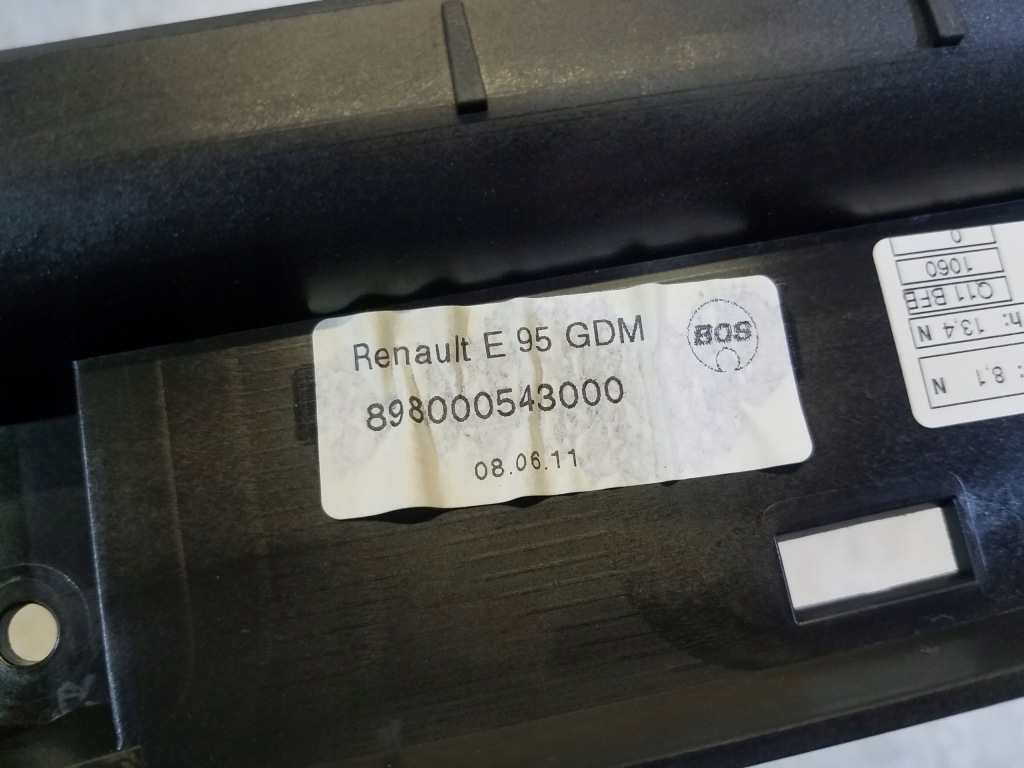 Renault E 95 GDM
BOS
898000543000
08.06.11
N
: 8.1
h: 13.4 N
Q11 BFB
1060
0